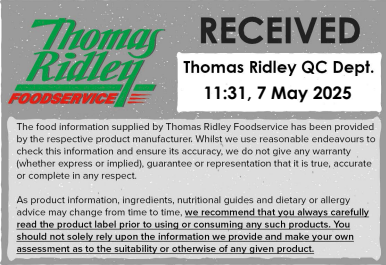 Thomas
Ridley
FOODSERVICE
RECEIVED
Thomas Ridley QC Dept.
11:31, 7 May 2025
The food information supplied by Thomas Ridley Foodservice has been provided
by the respective product manufacturer. Whilst we use reasonable endeavours to
check this information and ensure its accuracy, we do not give any warranty
(whether express or implied), guarantee or representation that it is true, accurate
or complete in any respect.
As product information, ingredients, nutritional guides and dietary or allergy
advice may change from time to time, we recommend that you always carefully
read the product label prior to using or consuming any such products. You
should not solely rely upon the information we provide and make your own
assessment as to the suitability or otherwise of any given product.